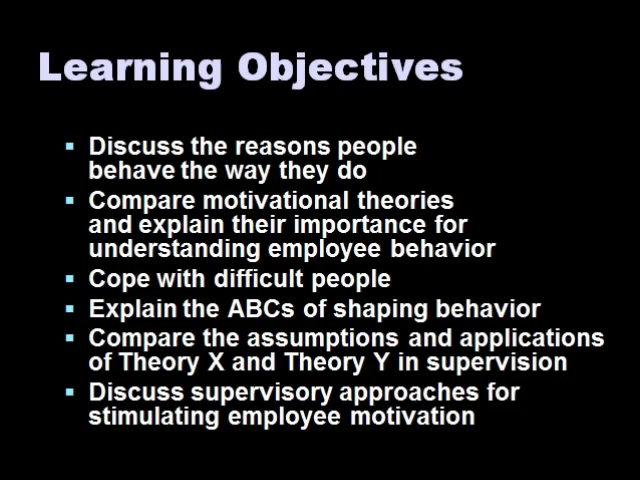 Learning Objectives
Discuss the reasons people
behave the way they do
Compare motivational theories
and explain their importance for
understanding employee behavior
Cope with difficult people
Explain the ABCs of shaping behavior
Compare the assumptions and applications
of Theory X and Theory Y in supervision
Discuss supervisory approaches for
stimulating employee motivation